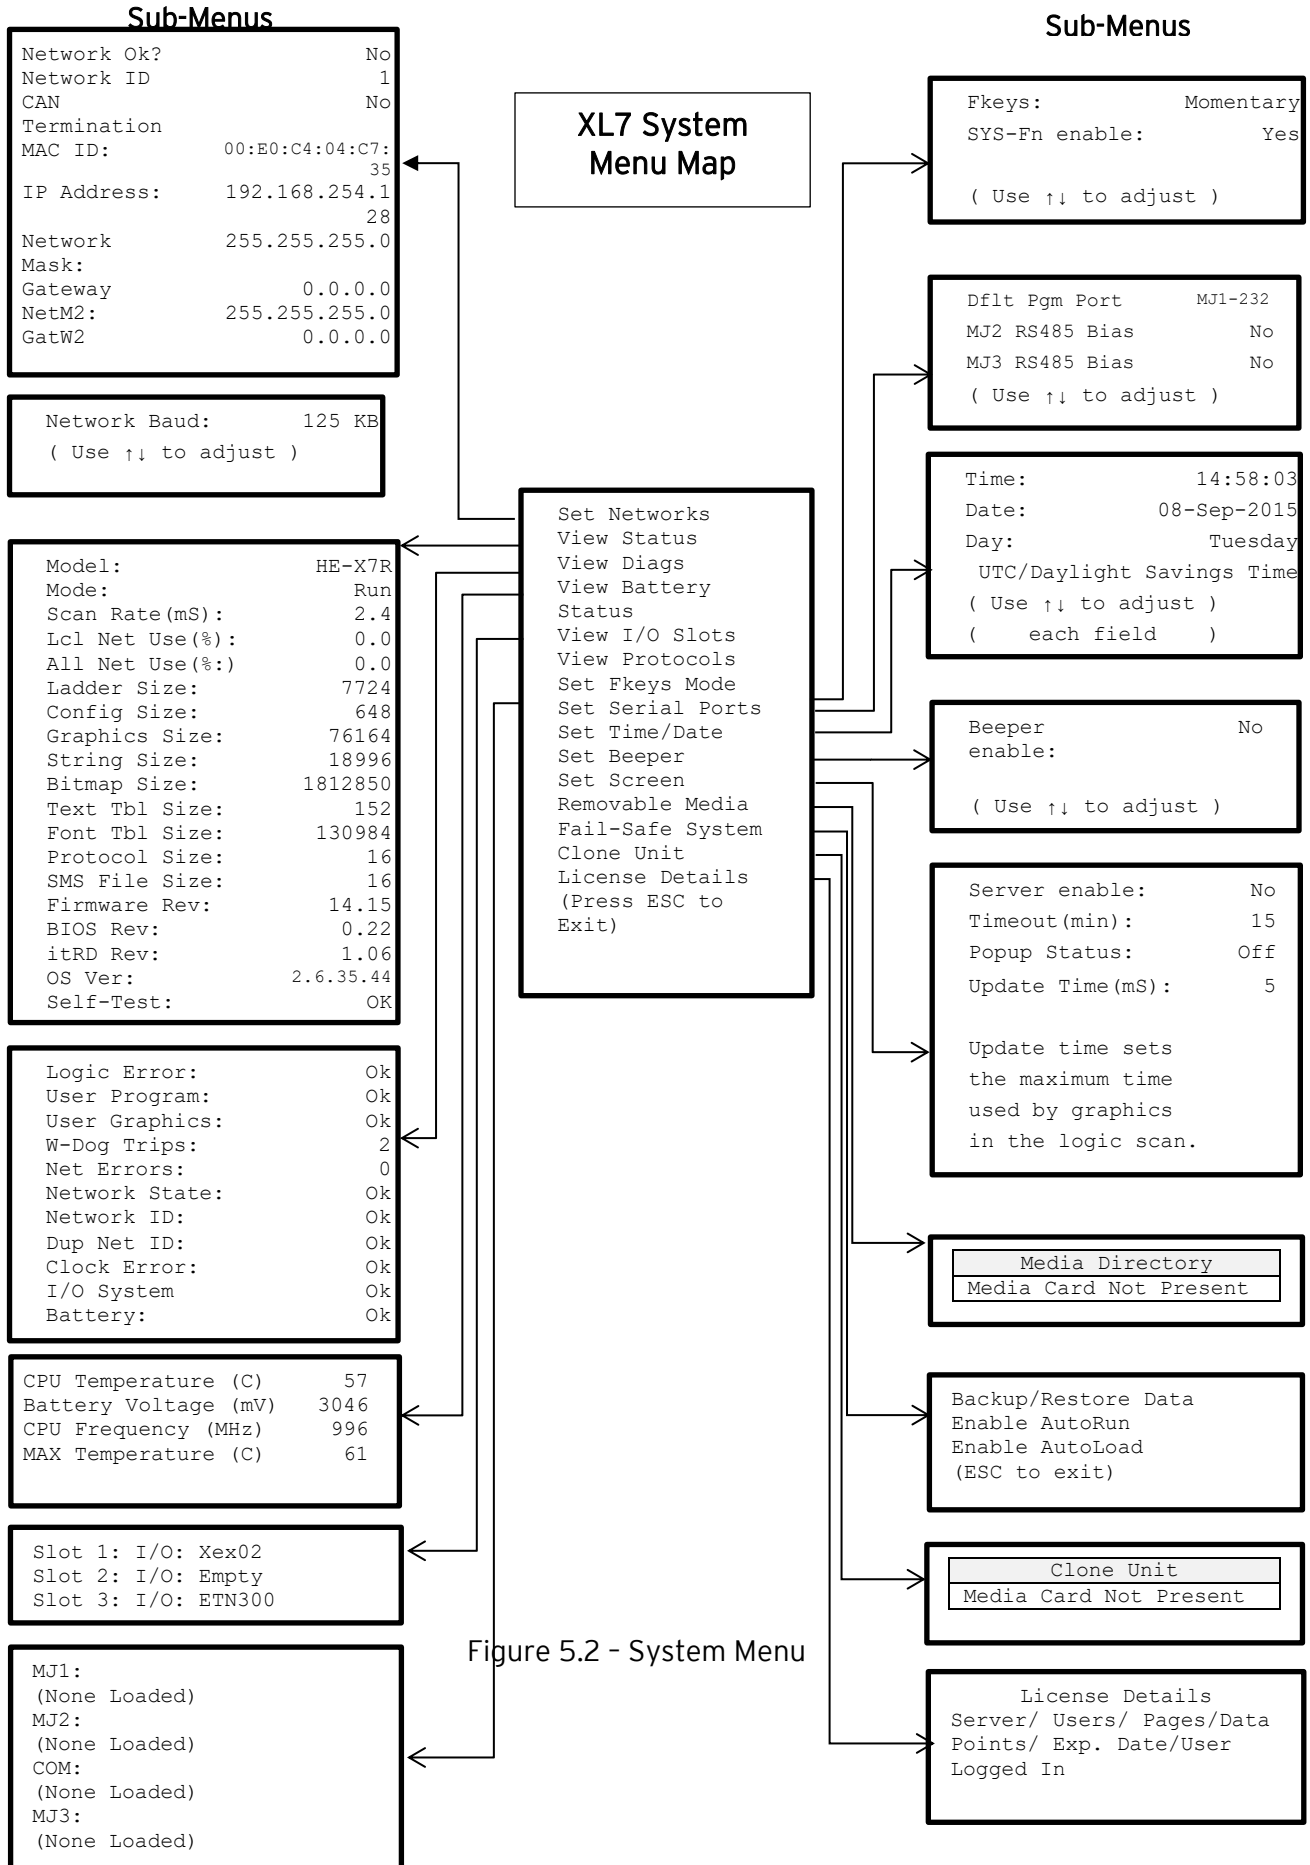 Sub-Menus
Network Ok? No
Network ID 1
CAN No
Termination
MAC ID: 00:E0:C4:04:C7:
35
IP Address: 192.168.254.1
28
Network 255.255.255.0
Mask:
Gateway 0.0.0.0
NetM2: 255.255.255.0
GatW2 0.0.0.0
Network Baud: 125 KB
( Use ↑↓ to adjust )
Model: HE-X7R
Mode: Run
Scan Rate(mS): 2.4
Lcl Net Use(%): 0.0
All Net Use(%:) 0.0
Ladder Size: 7724
Config Size: 648
Graphics Size: 76164
String Size: 18996
Bitmap Size: 1812850
Text Tbl Size: 152
Font Tbl Size: 130984
Protocol Size: 16
SMS File Size: 16
Firmware Rev: 14.15
BIOS Rev: 0.22
itRD Rev: 1.06
OS Ver: 2.6.35.44
Self-Test: OK
Logic Error: Ok
User Program: Ok
User Graphics: Ok
W-Dog Trips: 2
Net Errors: 0
Network State: Ok
Network ID: Ok
Dup Net ID: Ok
Clock Error: Ok
I/O System Ok
Battery: Ok
CPU Temperature (C) 57
Battery Voltage (mV) 3046
CPU Frequency (MHz) 996
MAX Temperature (C) 61
Slot 1: I/O: Xex02
Slot 2: I/O: Empty
Slot 3: I/O: ETN300
MJ1:
(None Loaded)
MJ2:
(None Loaded)
COM:
(None Loaded)
MJ3:
(None Loaded)
XL7 System
Menu Map
Set Networks
View Status
View Diags
View Battery
Status
View I/O Slots
View Protocols
Set Fkeys Mode
Set Serial Ports
Set Time/Date
Set Beeper
Set Screen
Removable Media
Fail-Safe System
Clone Unit
License Details
(Press ESC to
Exit)
Figure 5.2 – System Menu
Sub-Menus
Fkeys: Momentary
SYS-Fn enable: Yes
( Use ↑↓ to adjust )
Dflt Pgm Port MJ1-232
MJ2 RS485 Bias No
MJ3 RS485 Bias No
( Use ↑↓ to adjust )
Time: 14:58:03
Date: 08-Sep-2015
Day: Tuesday
UTC/Daylight Savings Time
( Use ↑↓ to adjust )
( each field )
Beeper No
enable:
( Use ↑↓ to adjust )
Server enable: No
Timeout(min): 15
Popup Status: Off
Update Time(mS): 5
Update time sets
the maximum time
used by graphics
in the logic scan.
Media Directory
Media Card Not Present
Backup/Restore Data
Enable AutoRun
Enable AutoLoad
(ESC to exit)
Clone Unit
Media Card Not Present
License Details
Server/ Users/ Pages/Data
Points/ Exp. Date/User
Logged In